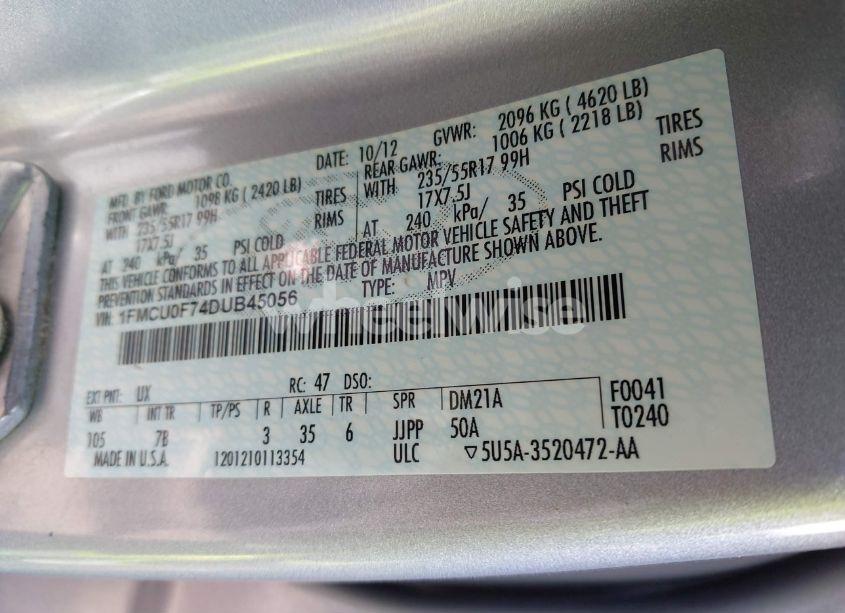 MFD. BY FORD MOTOR CO. DATE: 10/12 GVWR: 2096 KG ( 4620 LB)
FRONT GAWR: 1098 KG ( 2420 LB) REAR GAWR: 1006 KG ( 2218 LB)
WITH 235/55R17 99H TIRES WITH 235/55R17 99H TIRES
17X7.5J RIMS 17X7.5J RIMS
AT 240 kPa/ 35 PSI COLD AT 240 kPa/ 35 PSI COLD
THIS VEHICLE CONFORMS TO ALL APPLICABLE FEDERAL MOTOR VEHICLE SAFETY AND THEFT
PREVENTION STANDARDS IN EFFECT ON THE DATE OF MANUFACTURE SHOWN ABOVE.
VIN: 1FMCU0F74DUB45056 TYPE: MPV
wheelwise
EXT PNT: UX RC: 47 DSO:
WB INT TR TP/PS R AXLE TR SPR DM21A F0041
105 7B 3 35 6 JJPP 50A T0240
MADE IN U.S.A. 1201210113354 ULC ▽5U5A-3520472-AA